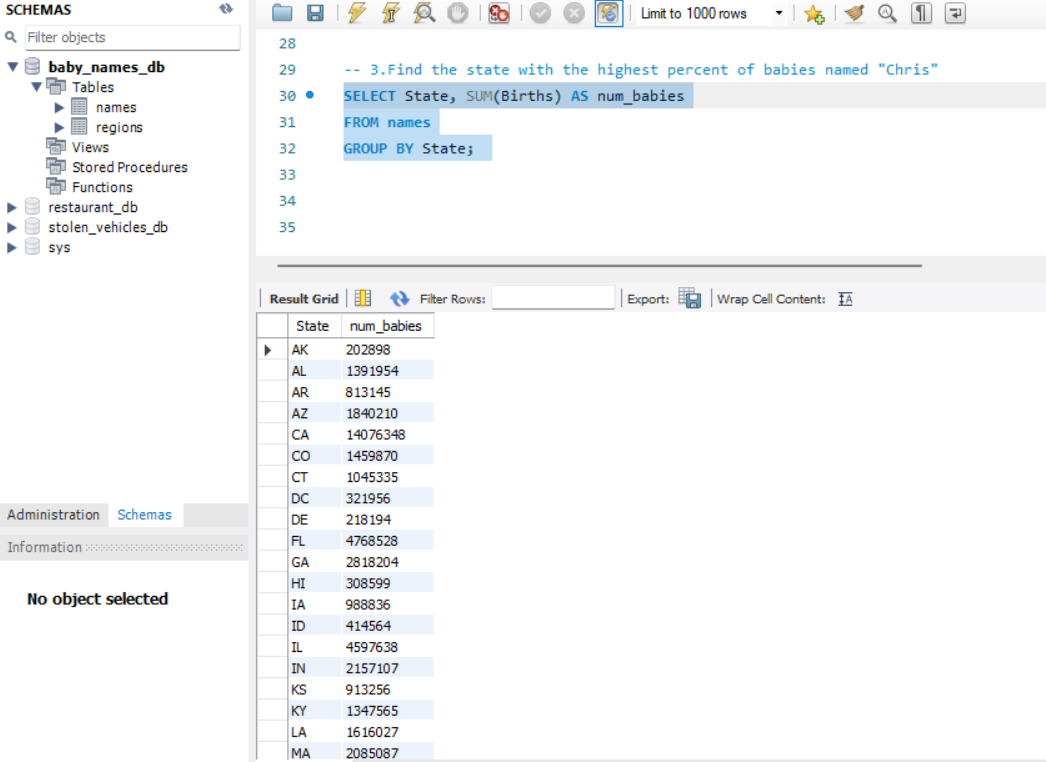 SCHEMAS
Filter objects
baby_names_db
Tables
names
regions
Views
Stored Procedures
Functions
restaurant_db
stolen_vehicles_db
sys
Administration Schemas
Information
No object selected
Limit to 1000 rows
28
29 -- 3.Find the state with the highest percent of babies named "Chris"
30 SELECT State, SUM(Births) AS num_babies
31 FROM names
32 GROUP BY State;
33
34
35
Result Grid Filter Rows: Export: Wrap Cell Content: IA
State num_babies
AK 202898
AL 1391954
AR 813145
AZ 1840210
CA 14076348
CO 1459870
CT 1045335
DC 321956
DE 218194
FL 4768528
GA 2818204
HI 308599
IA 988836
ID 414564
IL 4597638
IN 2157107
KS 913256
KY 1347565
LA 1616027
MA 2085087